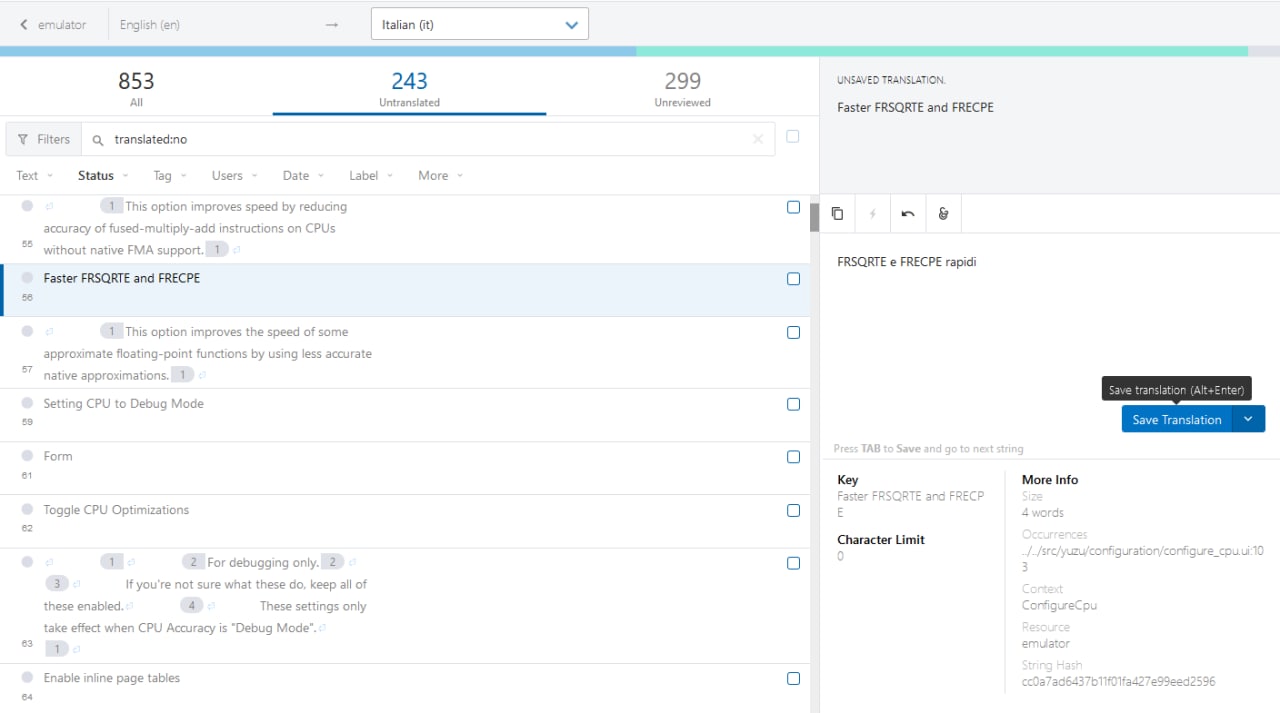 emulator
English (en)
→
Italian (it)
853
All
243
Untranslated
299
Unreviewed
Filters
translated:no
Text
Status
Tag
Users
Date
Label
More
1 This option improves speed by reducing
accuracy of fused-multiply-add instructions on CPUs
without native FMA support. 1
55
Faster FRSQRTE and FRECPE
56
1 This option improves the speed of some
approximate floating-point functions by using less accurate
native approximations. 1
57
Setting CPU to Debug Mode
59
Form
61
Toggle CPU Optimizations
62
1 2 For debugging only. 2
3 If you're not sure what these do, keep all of
these enabled. 4 These settings only
take effect when CPU Accuracy is "Debug Mode".
1
63
Enable inline page tables
64
UNSAVED TRANSLATION.
Faster FRSQRTE and FRECPE
FRSQRTE e FRECPE rapidi
Save translation (Alt+Enter)
Save Translation
Press TAB to Save and go to next string
Key
Faster FRSQRTE and FRECP
E
Character Limit
0
More Info
Size
4 words
Occurrences
../../src/yuzu/configuration/configure_cpu.ui:10
3
Context
ConfigureCpu
Resource
emulator
String Hash
cc0a7ad6437b11f01fa427e99eed2596